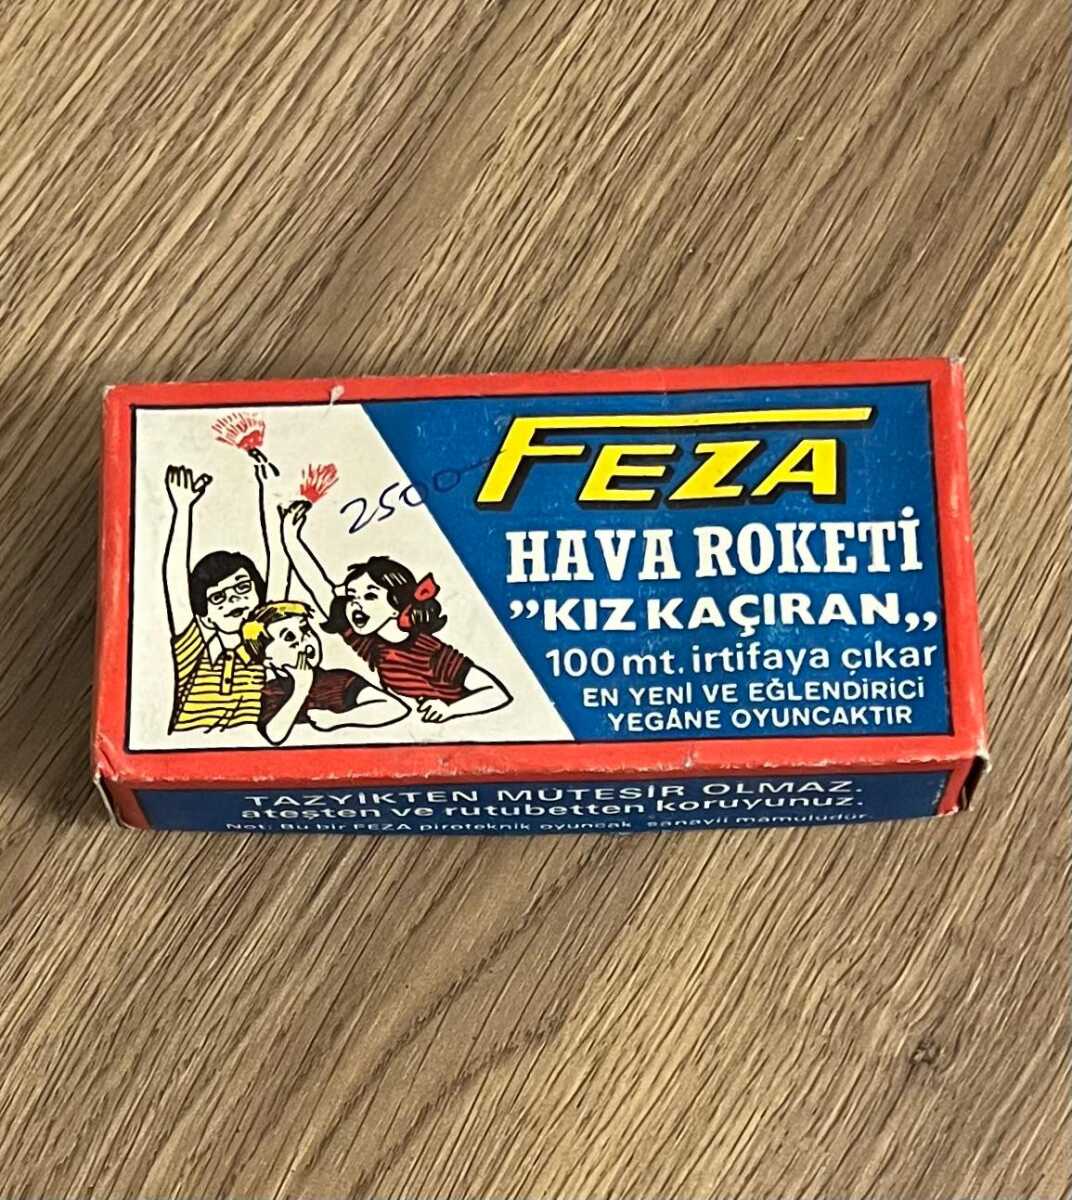 FEZA
2500-
HAVA ROKETİ
"KIZ KAÇIRAN„
100 mt. irtifaya çıkar
EN YENİ VE EĞLENDİRİCİ
YEGÂNE OYUNCAKTIR
TAZYİKTEN MÜTESİR OLMAZ.
ateşten ve rutubetten koruyunuz.
Not: Bu bir FEZA piroteknik oyuncak sanayii mamulüdür.